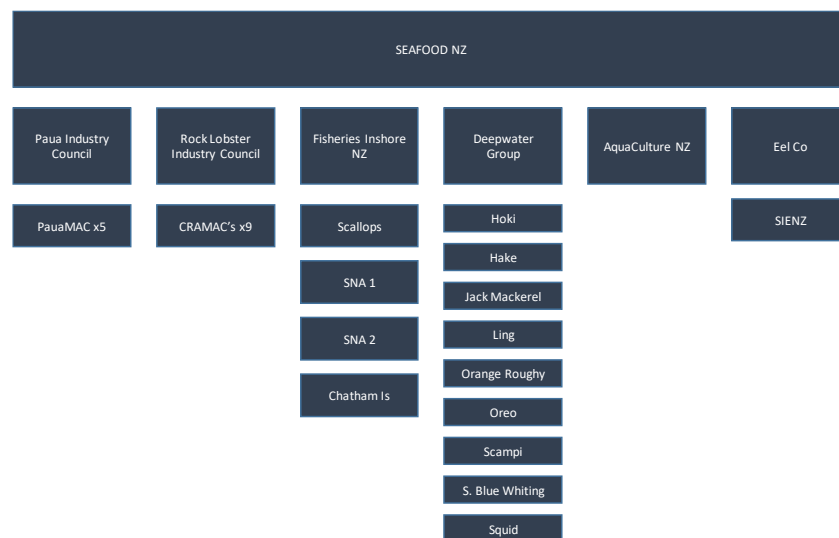 SEAFOOD NZ
Paua Industry
Council
Rock Lobster
Industry Council
Fisheries Inshore
NZ
Deepwater
Group
AquaCulture NZ
Eel Co
PauaMAC x5
CRAMAC's x9
Scallops
SNA 1
SNA 2
Chatham Is
Hoki
Hake
Jack Mackerel
Ling
Orange Roughy
Oreo
Scampi
S. Blue Whiting
Squid
SIENZ